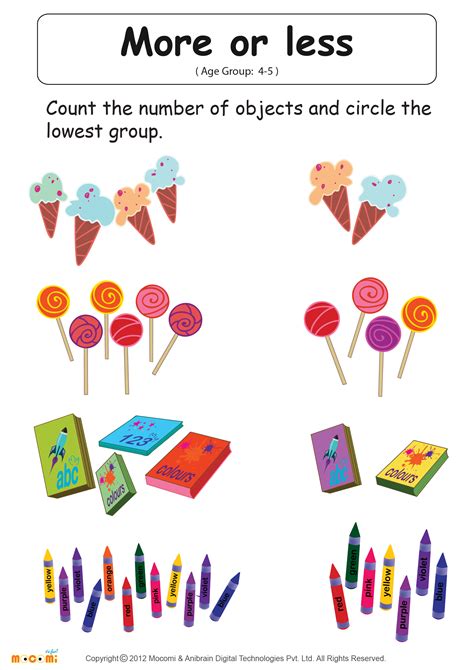 More or less
( Age Group: 4-5 )
Count the number of objects and circle the
lowest group.
abc
123
colours
colours
abc
colours
yellow
purple
violet
blue
orange
red
green
pink
yellow
purple
violet
blue
red
green
pink
yellow
purple
violet
blue
mocomi
Copyright © 2012 Mocomi & Anibrain Digital Technologies Pvt. Ltd. All Rights Reserved.